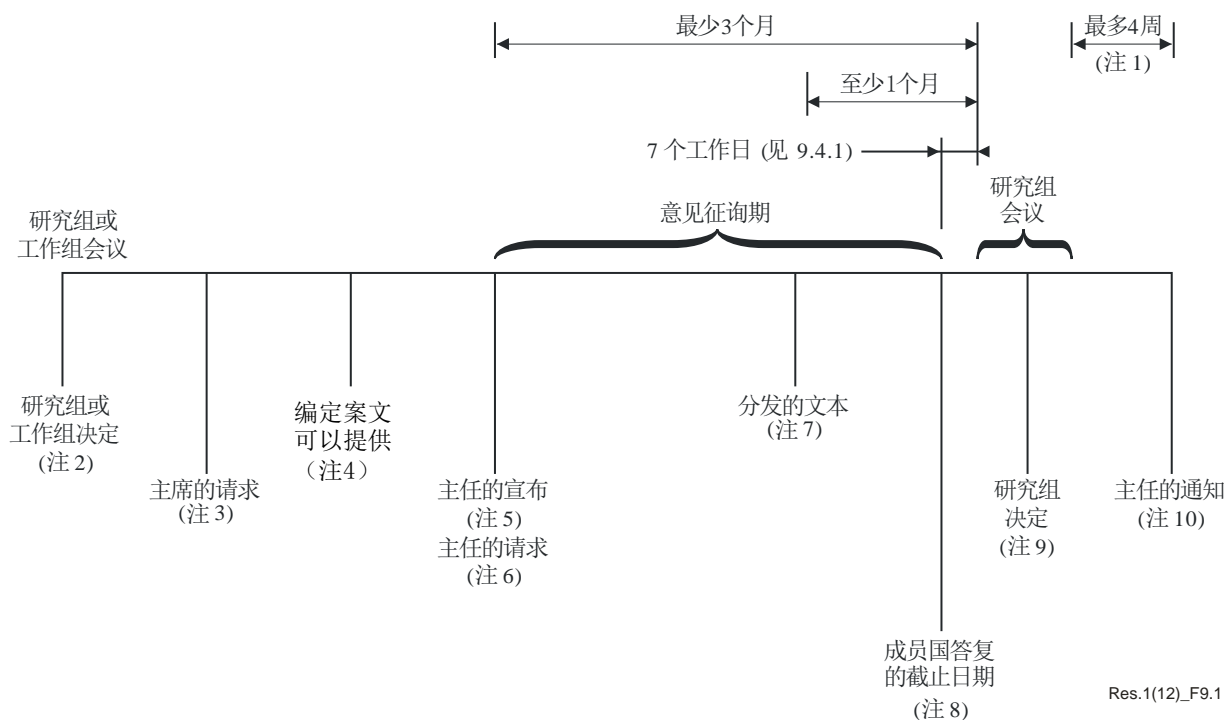 最少3个月
最多4周
(注 1)
至少1个月
7 个工作日 (见 9.4.1)
研究组或
工作组会议
意见征询期
研究组
会议
研究组或
工作组决定
(注 2)
主席的请求
(注 3)
编定案文
可以提供
（注4）
主任的宣布
(注 5)
主任的请求
(注 6)
分发的文本
(注 7)
成员国答复
的截止日期
(注 8)
研究组
决定
(注 9)
主任的通知
(注 10)
Res.1(12)_F9.1